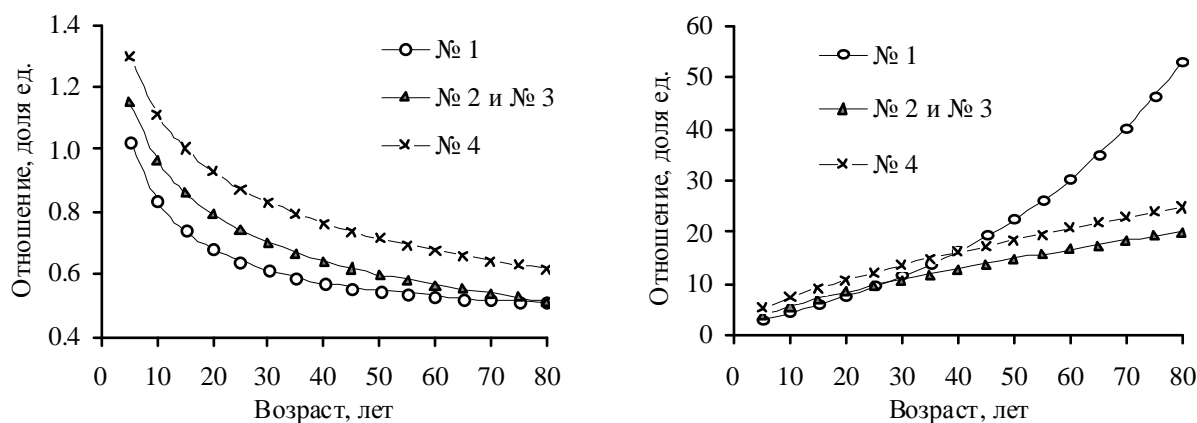 Отношение, доля ед.
1.4
1.2
1.0
0.8
0.6
0.4
№ 1
№ 2 и № 3
№ 4
0 10 20 30 40 50 60 70 80
Возраст, лет
Отношение, доля ед.
60
50
40
30
20
10
0
№ 1
№ 2 и № 3
№ 4
0 10 20 30 40 50 60 70 80
Возраст, лет